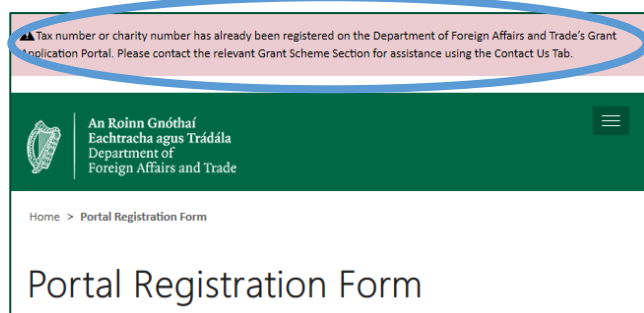 Tax number or charity number has already been registered on the Department of Foreign Affairs and Trade's Grant
Application Portal. Please contact the relevant Grant Scheme Section for assistance using the Contact Us Tab.
An Roinn Gnóthaí
Eachtracha agus Trádála
Department of
Foreign Affairs and Trade
Home > Portal Registration Form
Portal Registration Form